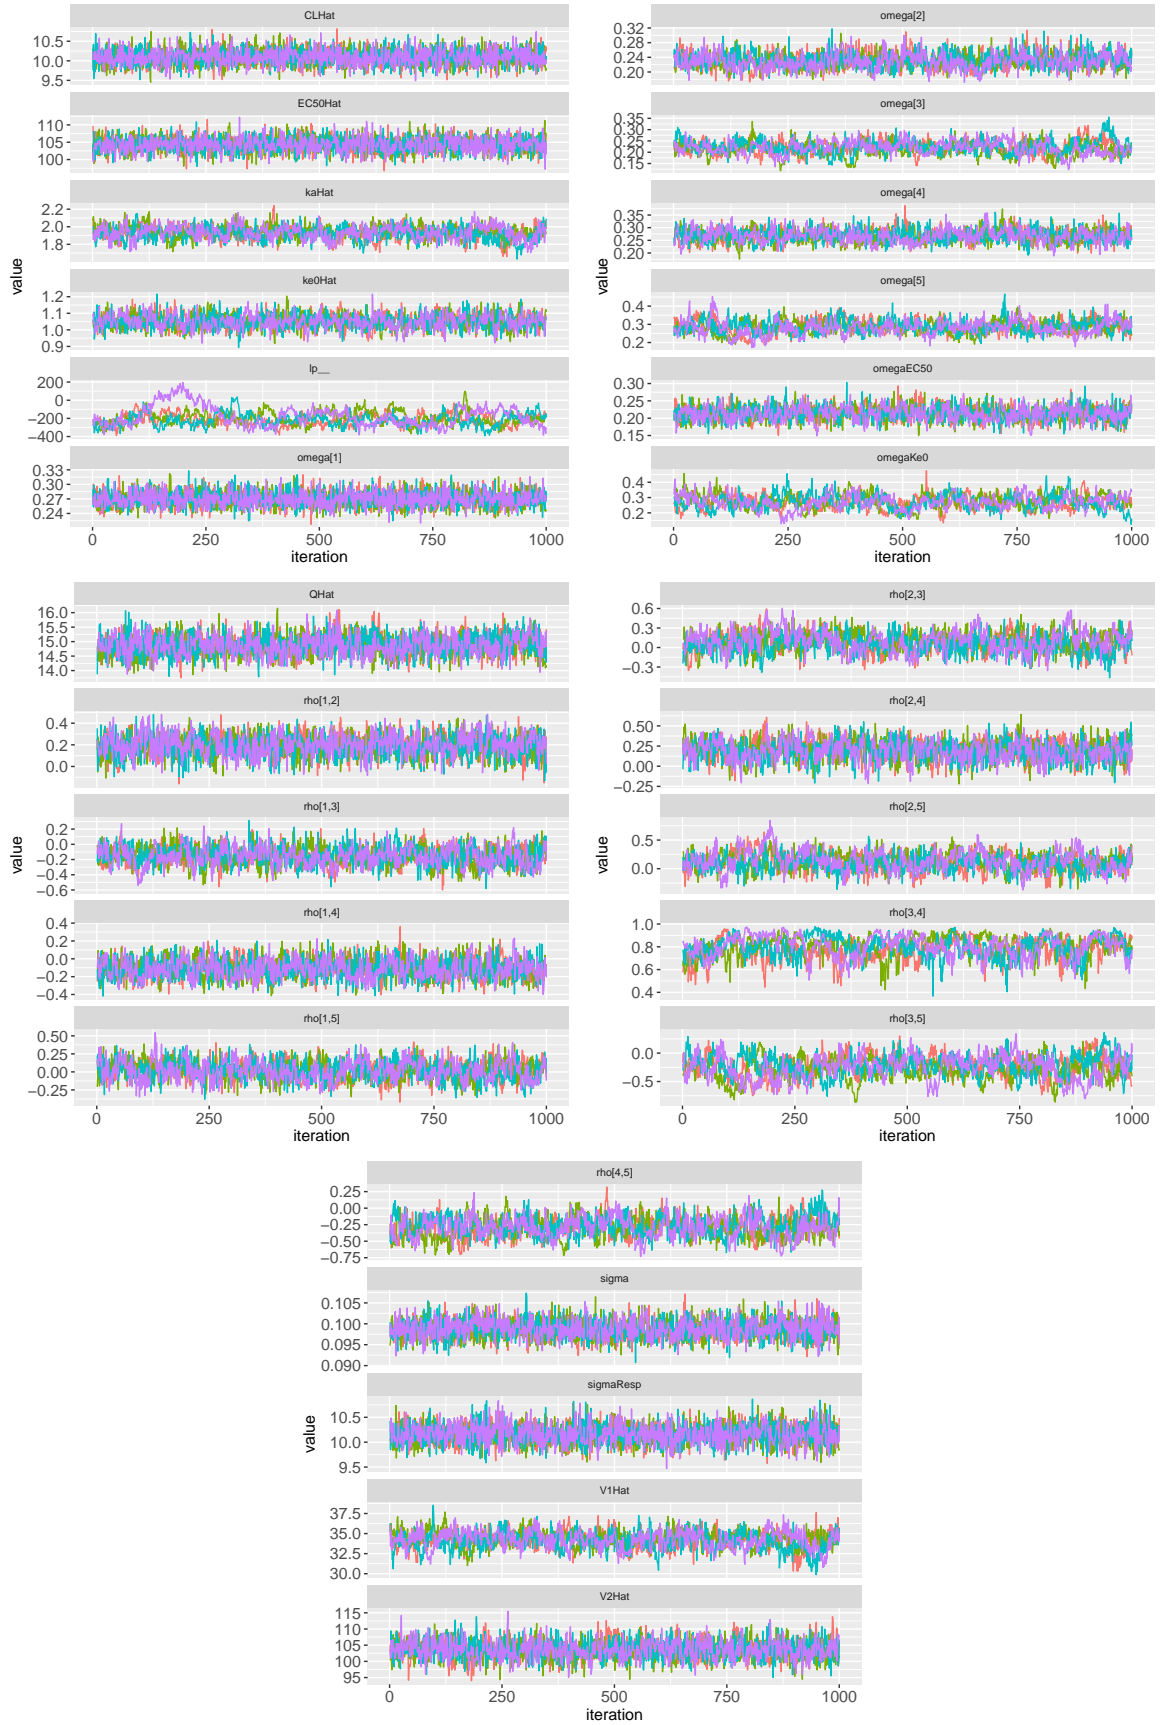 CLHat
10.5
10.0
9.5
EC50Hat
110
105
100
kaHat
2.2
2.0
1.8
ke0Hat
1.2
1.1
1.0
0.9
lp__
200
0
−200
−400
omega[1]
0.33
0.30
0.27
0.24
0 250 500 750 1000
iteration
value
omega[2]
0.32
0.28
0.24
0.20
omega[3]
0.35
0.30
0.25
0.20
0.15
omega[4]
0.35
0.30
0.25
0.20
omega[5]
0.4
0.3
0.2
omegaEC50
0.30
0.25
0.20
0.15
omegaKe0
0.4
0.3
0.2
0 250 500 750 1000
iteration
value
QHat
16.0
15.5
15.0
14.5
14.0
rho[1,2]
0.4
0.2
0.0
rho[1,3]
0.2
0.0
−0.2
−0.4
−0.6
rho[1,4]
0.4
0.2
0.0
−0.2
−0.4
rho[1,5]
0.50
0.25
0.00
−0.25
0 250 500 750 1000
iteration
value
rho[2,3]
0.6
0.3
0.0
−0.3
rho[2,4]
0.50
0.25
0.00
−0.25
rho[2,5]
0.5
0.0
rho[3,4]
1.0
0.8
0.6
0.4
rho[3,5]
0.0
−0.5
0 250 500 750 1000
iteration
value
rho[4,5]
0.25
0.00
−0.25
−0.50
−0.75
sigma
0.105
0.100
0.095
0.090
sigmaResp
10.5
10.0
9.5
V1Hat
37.5
35.0
32.5
30.0
V2Hat
115
110
105
100
95
0 250 500 750 1000
iteration
value